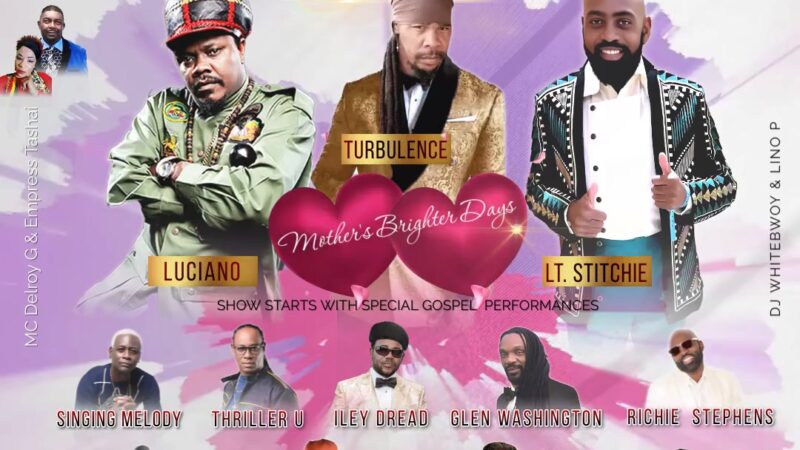 MC Delroy G & Empress Tashai
TURBULENCE
Mother's Brighter Days
LUCIANO
LT. STITCHIE
SHOW STARTS WITH SPECIAL GOSPEL PERFORMANCES
DJ WHITEBWOY & LINO P
SINGING MELODY
THRILLER U
ILEY DREAD
GLEN WASHINGTON
RICHIE STEPHENS